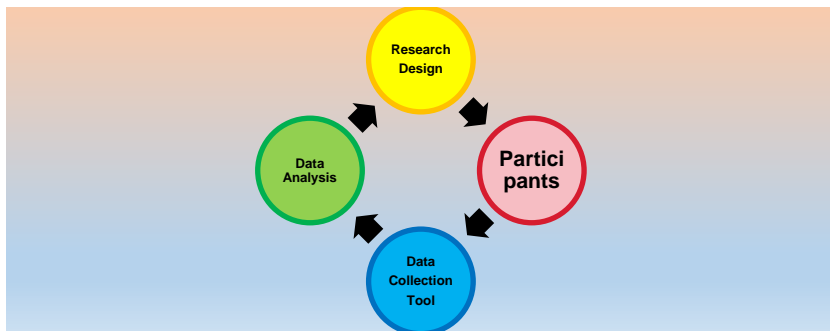 Research
Design
Partici
pants
Data
Collection
Tool
Data
Analysis